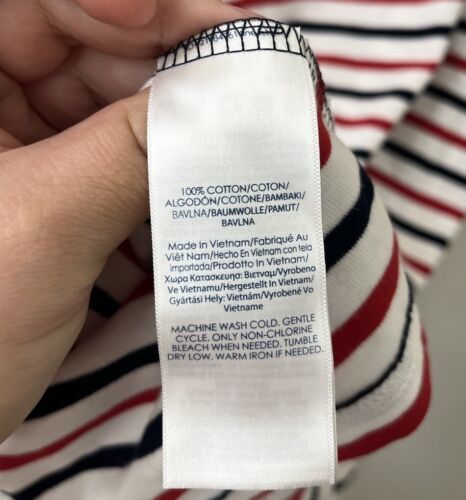 100% COTTON/COTON/
ALGODÓN/COTONE/BAMBAKI/
BAVLNA/BAUMWOLLE/PAMUT/
BAVLNA
Made In Vietnam/Fabriqué Au
Viêt Nam/Hecho En Vietnam con tela
importada/Prodotto In Vietnam/
Χωρα Κατασκευης: Βιετναμ/Vyrobeno
Ve Vietnamu/Hergestellt In Vietnam/
Gyártási Hely: Vietnám/Vyrobené Vo
Vietname
MACHINE WASH COLD. GENTLE
CYCLE. ONLY NON-CHLORINE
BLEACH WHEN NEEDED. TUMBLE
DRY LOW. WARM IRON IF NEEDED.